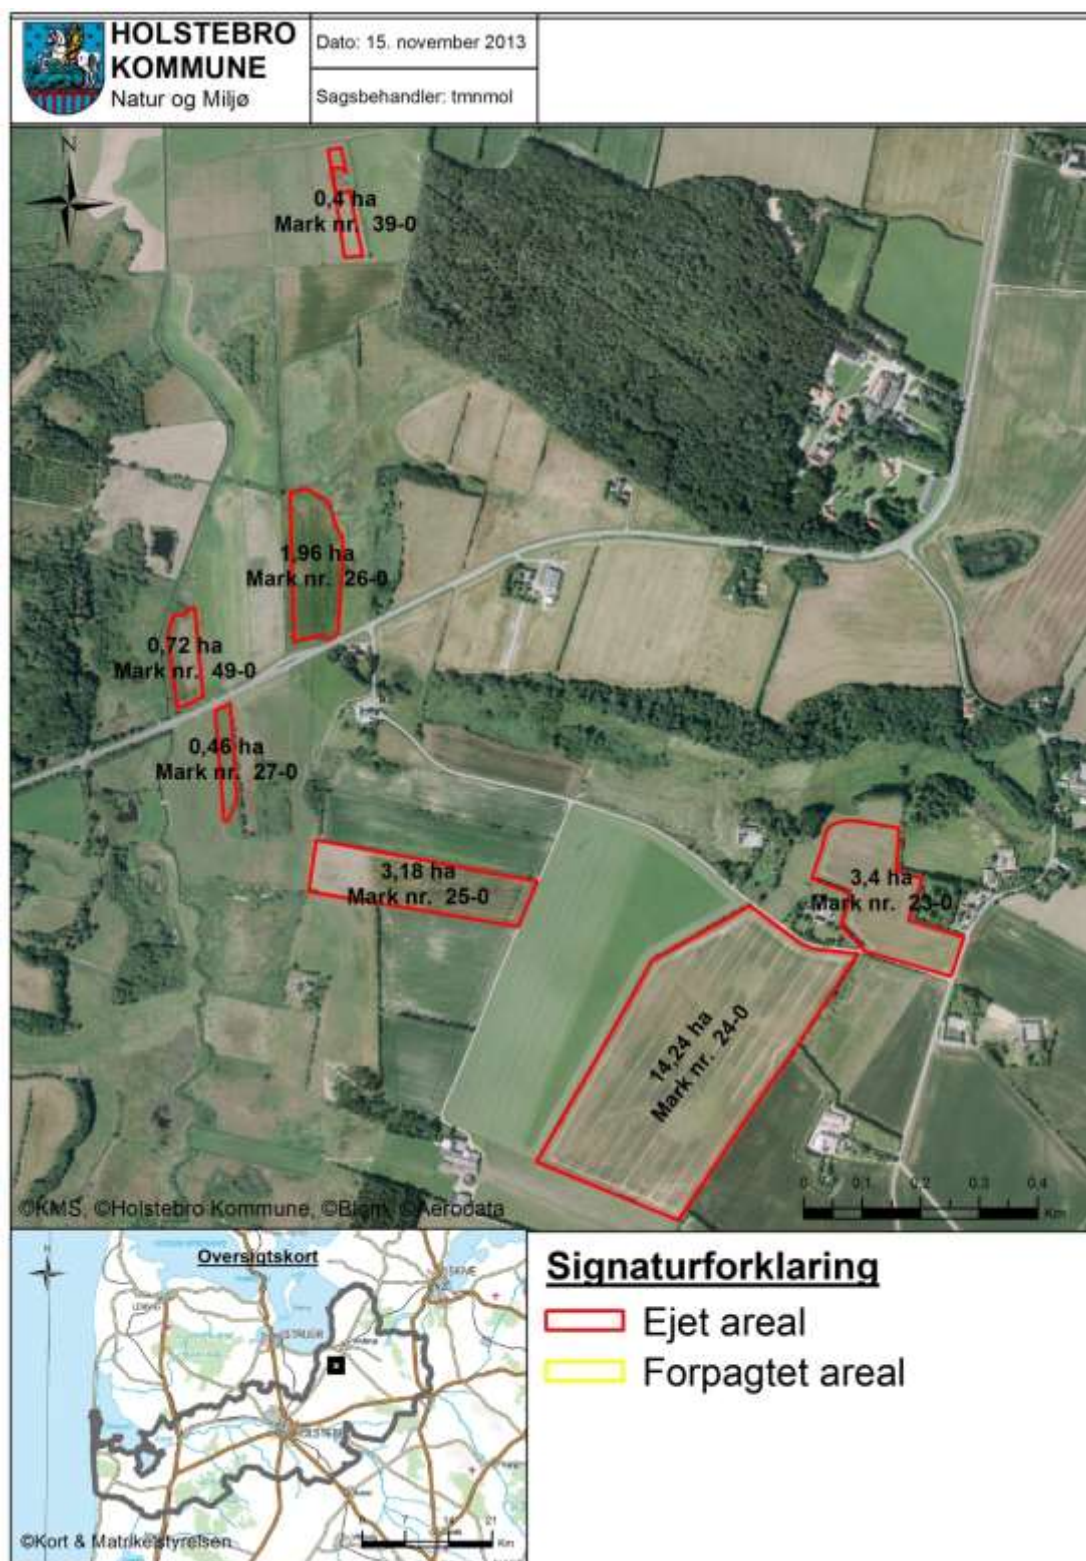 HOLSTEBRO
KOMMUNE
Natur og Miljø
Dato: 15. november 2013
Sagsbehandler: tmnmol
N
0,4 ha
Mark nr. 39-0
1,96 ha
Mark nr. 26-0
0,72 ha
Mark nr. 49-0
0,46 ha
Mark nr. 27-0
3,18 ha
Mark nr. 25-0
3,4 ha
Mark nr. 23-0
14,24 ha
Mark nr. 24-0
0 0,1 0,2 0,3 0,4
Km
©KMS, ©Holstebro Kommune, ©Blom, ©Aerodata
Oversigtskort
Km
©Kort & Matrikelstyrelsen
Signaturforklaring
Ejet areal
Forpagtet areal